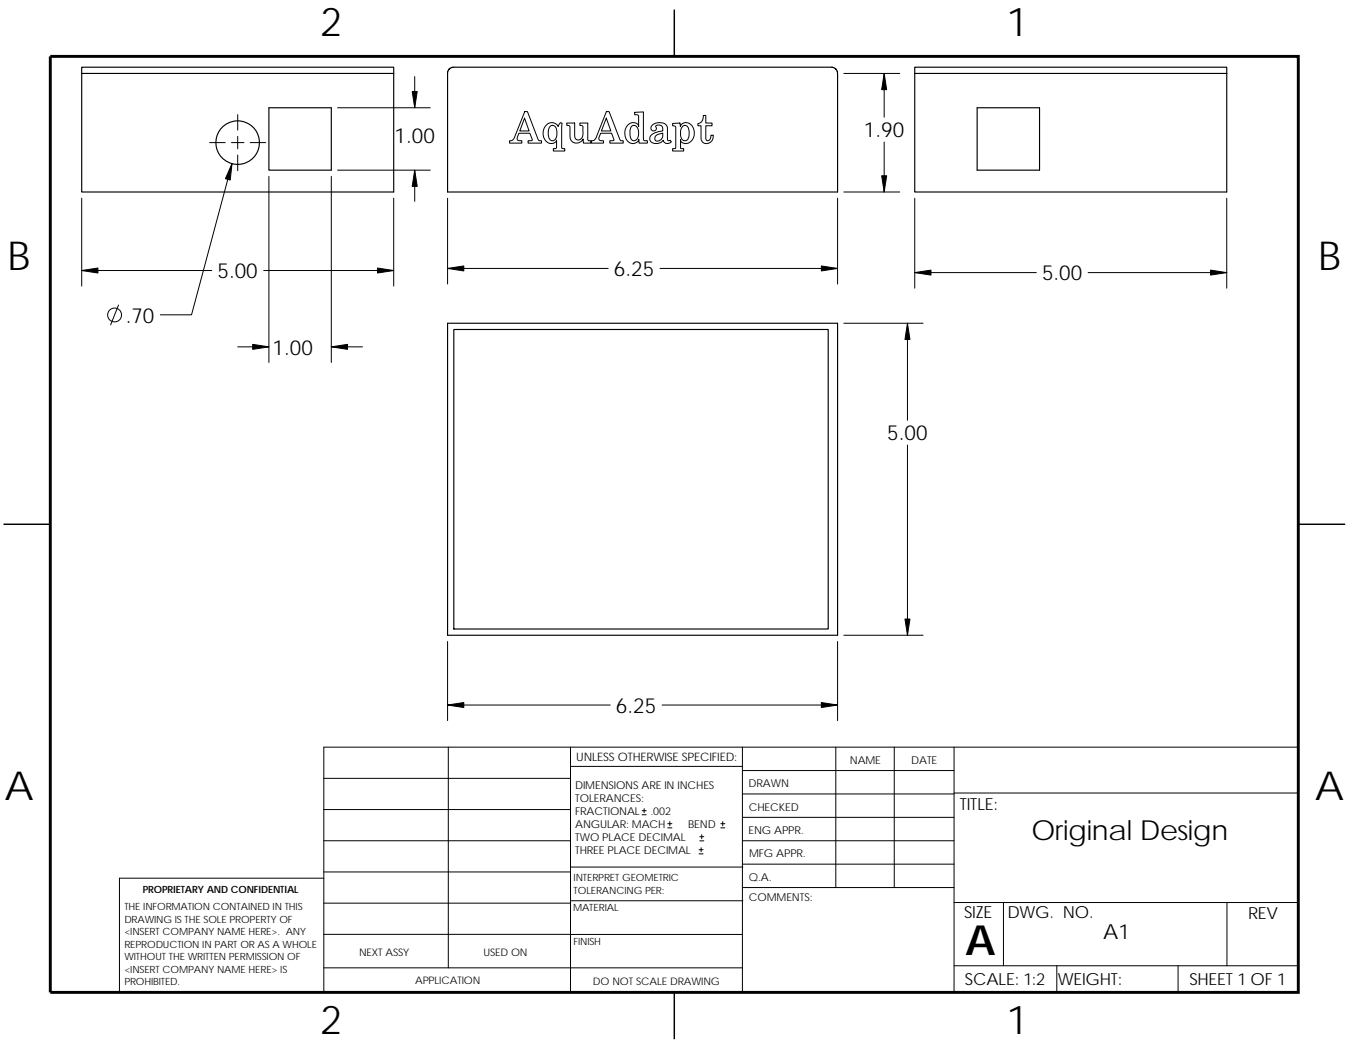 2
1
AquAdapt
1.00
1.90
B
B
5.00
6.25
5.00
⌀.70
1.00
5.00
6.25
A
A
UNLESS OTHERWISE SPECIFIED:
DIMENSIONS ARE IN INCHES
TOLERANCES:
FRACTIONAL± .002
ANGULAR: MACH± BEND ±
TWO PLACE DECIMAL ±
THREE PLACE DECIMAL ±
INTERPRET GEOMETRIC
TOLERANCING PER:
MATERIAL
FINISH
DO NOT SCALE DRAWING
NAME DATE
DRAWN
CHECKED
ENG APPR.
MFG APPR.
Q.A.
COMMENTS:
TITLE:
Original Design
SIZE
A
DWG. NO.
A1
REV
SCALE: 1:2
WEIGHT:
SHEET 1 OF 1
PROPRIETARY AND CONFIDENTIAL
THE INFORMATION CONTAINED IN THIS
DRAWING IS THE SOLE PROPERTY OF
<INSERT COMPANY NAME HERE>. ANY
REPRODUCTION IN PART OR AS A WHOLE
WITHOUT THE WRITTEN PERMISSION OF
<INSERT COMPANY NAME HERE> IS
PROHIBITED.
NEXT ASSY
USED ON
APPLICATION
2
1